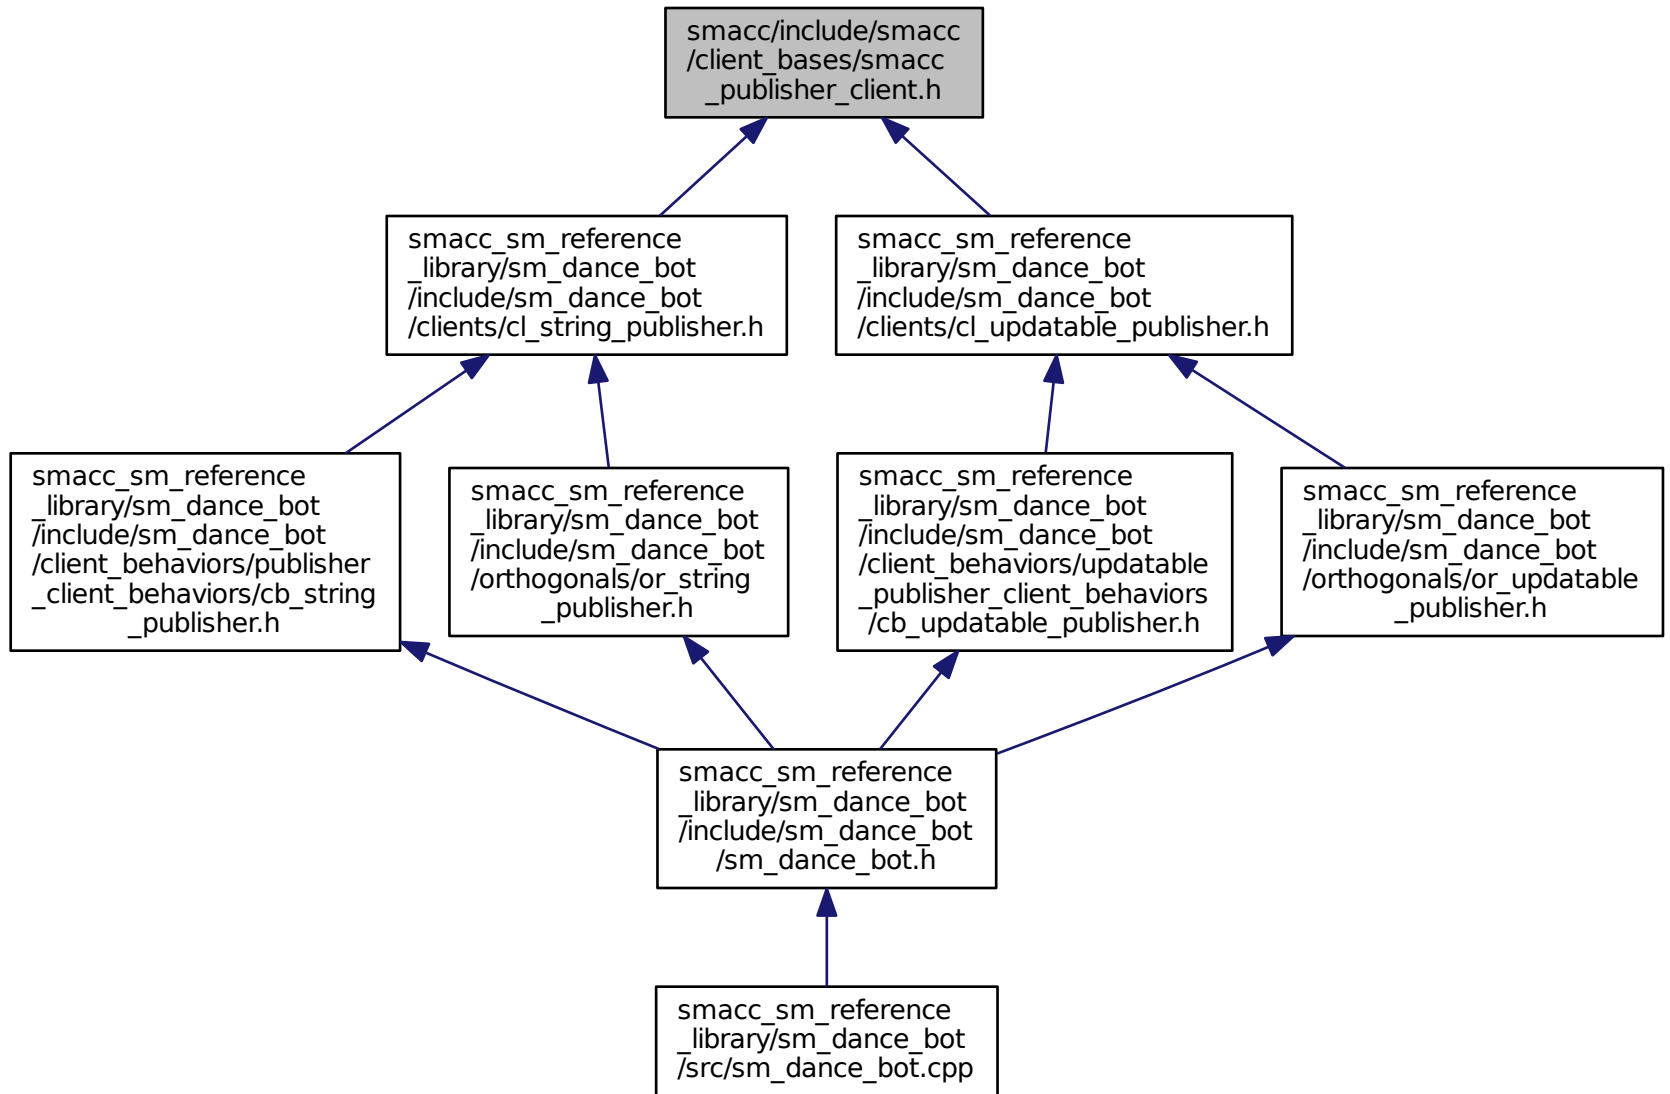 smacc/include/smacc
/client_bases/smacc
_publisher_client.h
smacc_sm_reference
_library/sm_dance_bot
/include/sm_dance_bot
/clients/cl_string_publisher.h
smacc_sm_reference
_library/sm_dance_bot
/include/sm_dance_bot
/clients/cl_updatable_publisher.h
smacc_sm_reference
_library/sm_dance_bot
/include/sm_dance_bot
/client_behaviors/publisher
_client_behaviors/cb_string
_publisher.h
smacc_sm_reference
_library/sm_dance_bot
/include/sm_dance_bot
/orthogonals/or_string
_publisher.h
smacc_sm_reference
_library/sm_dance_bot
/include/sm_dance_bot
/client_behaviors/updatable
_publisher_client_behaviors
/cb_updatable_publisher.h
smacc_sm_reference
_library/sm_dance_bot
/include/sm_dance_bot
/orthogonals/or_updatable
_publisher.h
smacc_sm_reference
_library/sm_dance_bot
/include/sm_dance_bot
/sm_dance_bot.h
smacc_sm_reference
_library/sm_dance_bot
/src/sm_dance_bot.cpp